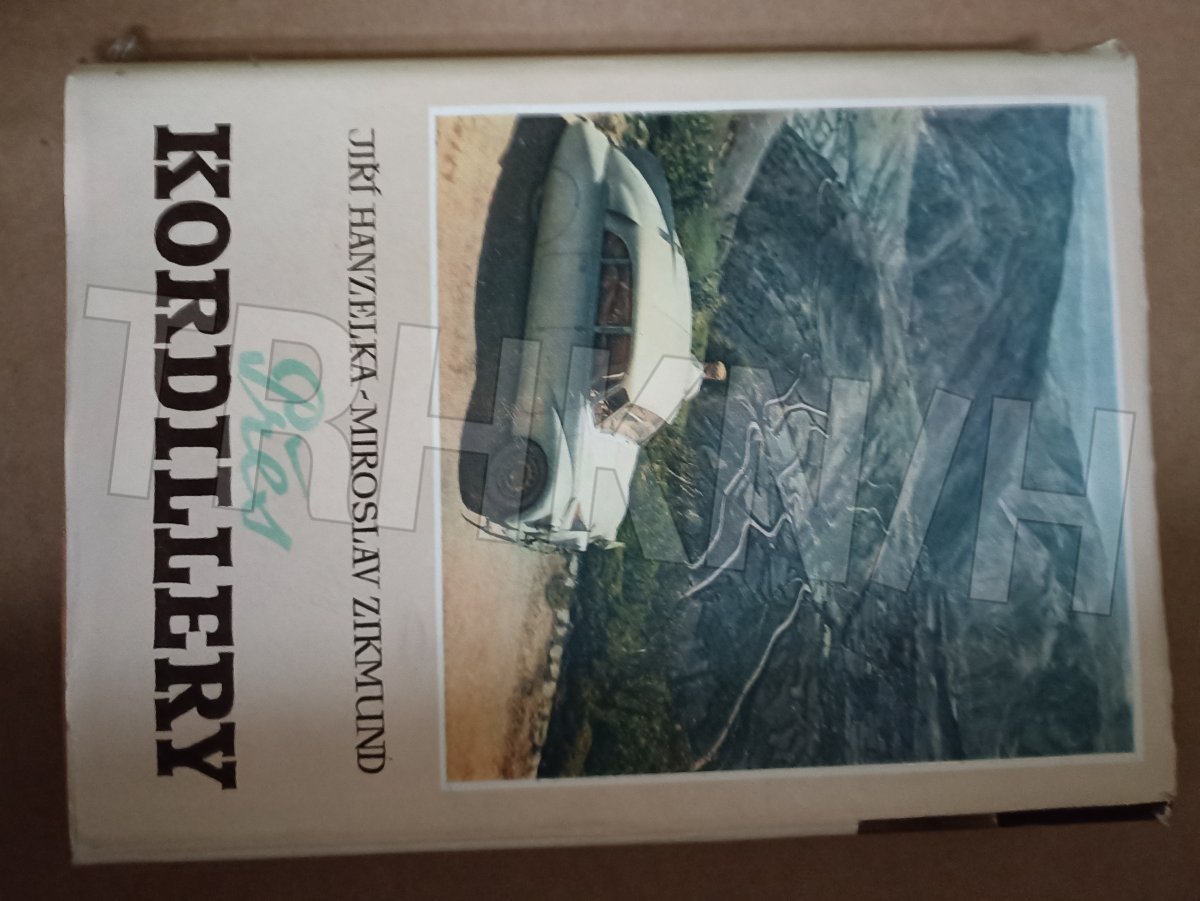 JIŘÍ HANZELKA - MIROSLAV ZIKMUND
Přes
KORDILLERY
TRHKNIH